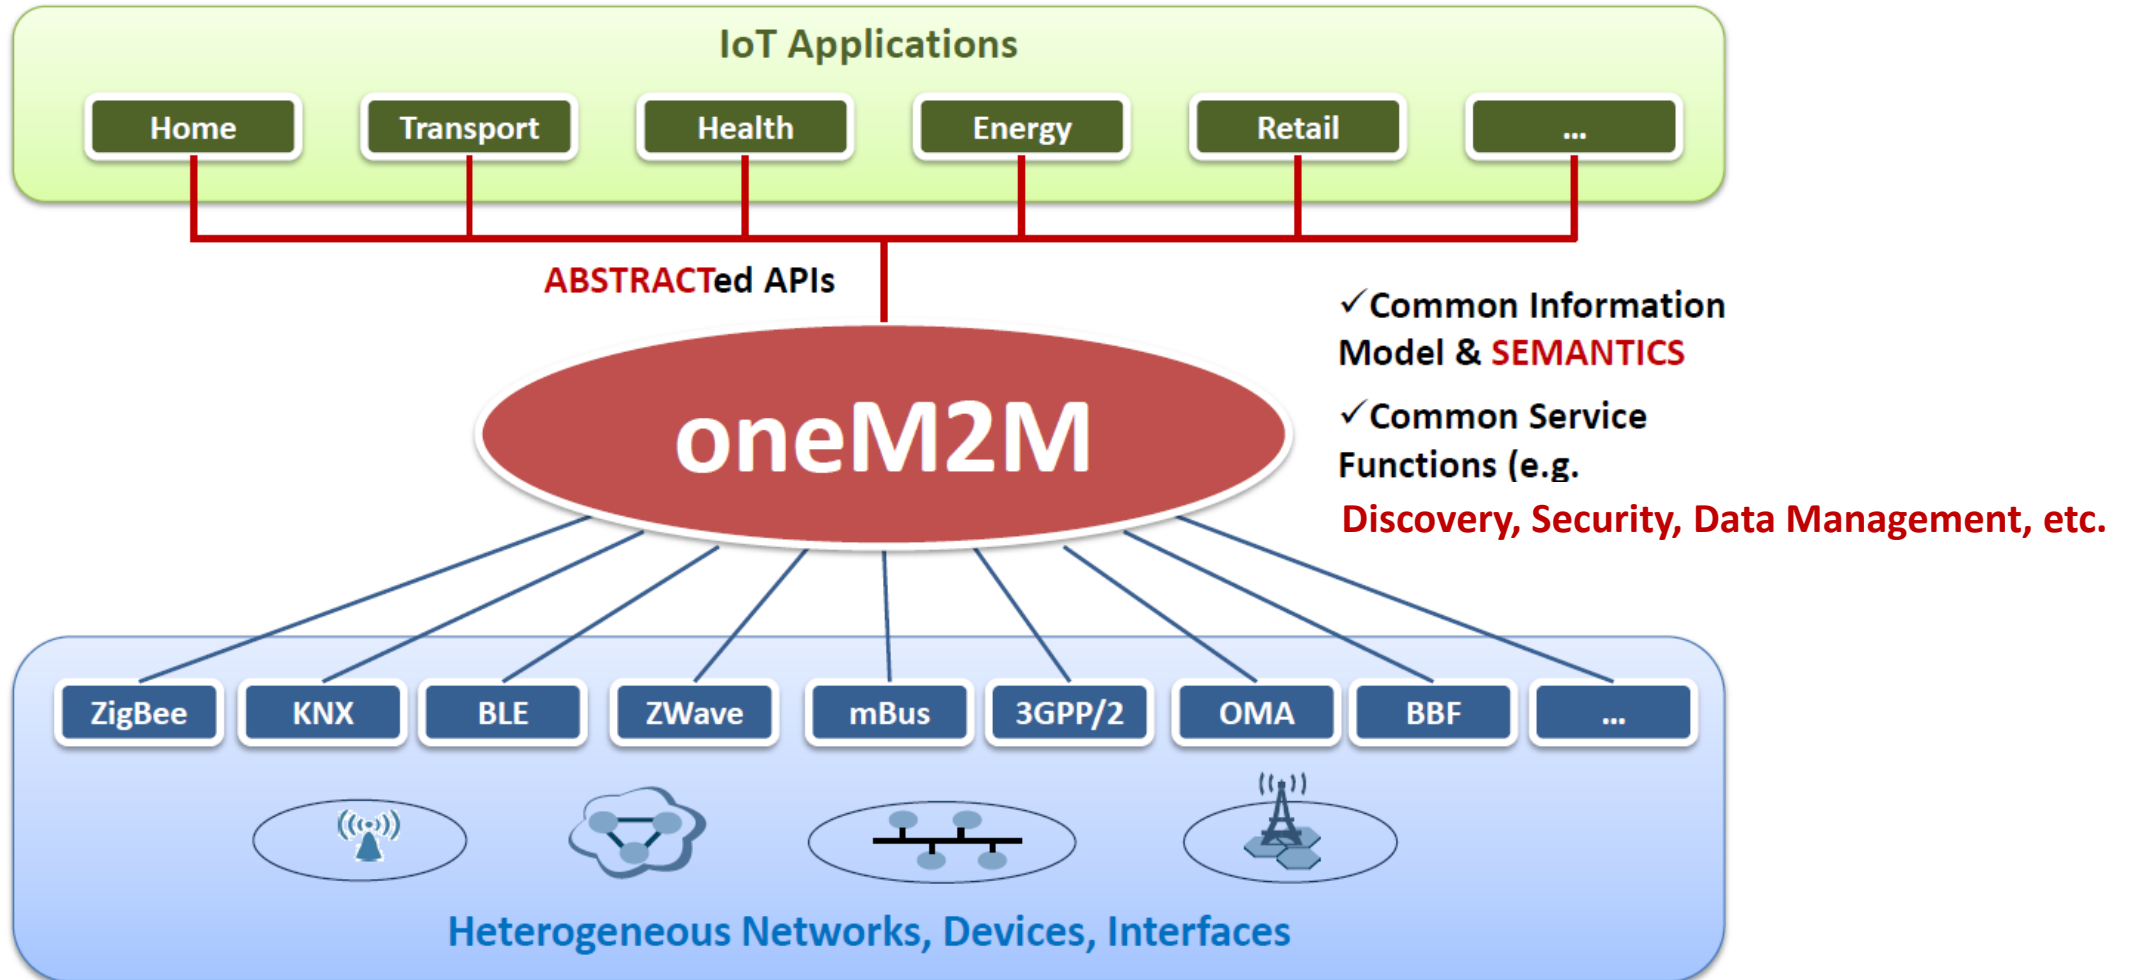 IoT Applications
Home Transport Health Energy Retail ...
ABSTRACTed APIs
✓Common Information
Model & SEMANTICS
✓Common Service
Functions (e.g.
Discovery, Security, Data Management, etc.
oneM2M
ZigBee KNX BLE ZWave mBus 3GPP/2 OMA BBF ...
Heterogeneous Networks, Devices, Interfaces